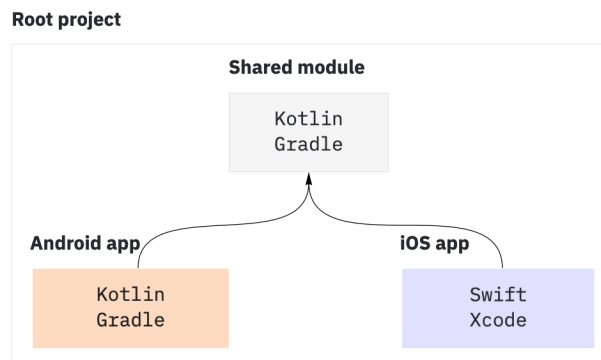 Root project
Shared module
Kotlin
Gradle
Android app
iOS app
Kotlin
Gradle
Swift
Xcode